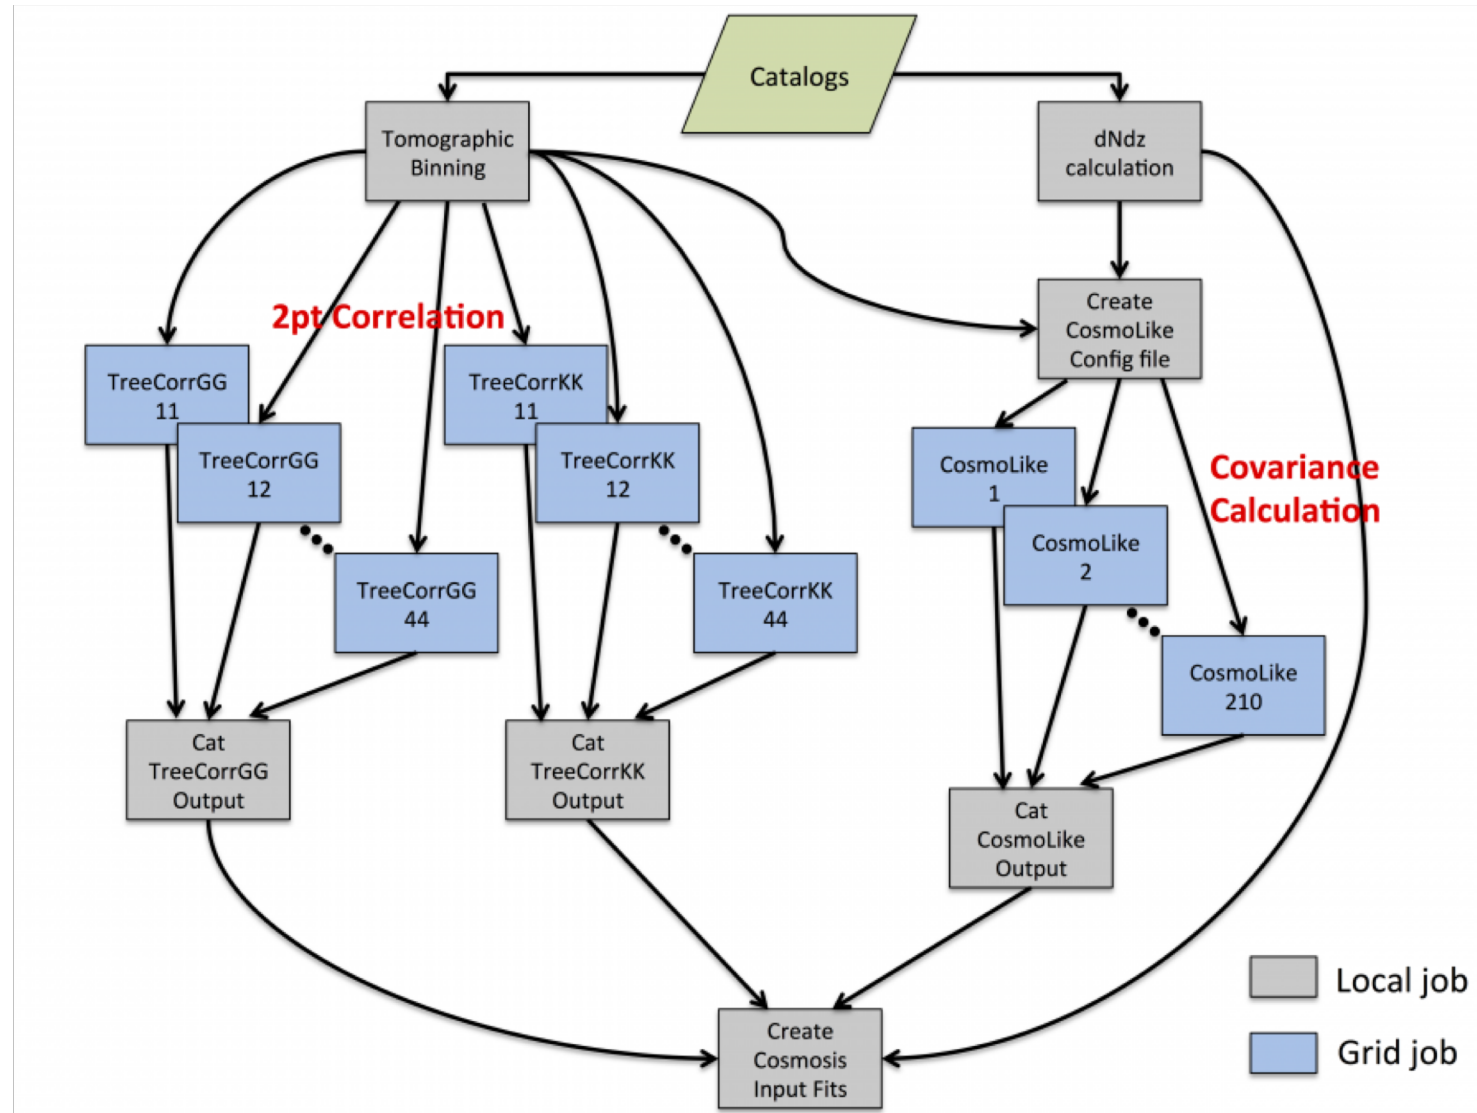 Catalogs
Tomographic
Binning
dNdz
calculation
Create
CosmoLike
Config file
2pt Correlation
TreeCorrGG
11
TreeCorrGG
12
TreeCorrGG
44
TreeCorrKK
11
TreeCorrKK
12
TreeCorrKK
44
CosmoLike
1
CosmoLike
2
CosmoLike
210
Covariance
Calculation
Cat
TreeCorrGG
Output
Cat
TreeCorrKK
Output
Cat
CosmoLike
Output
Create
Cosmosis
Input Fits
Local job
Grid job